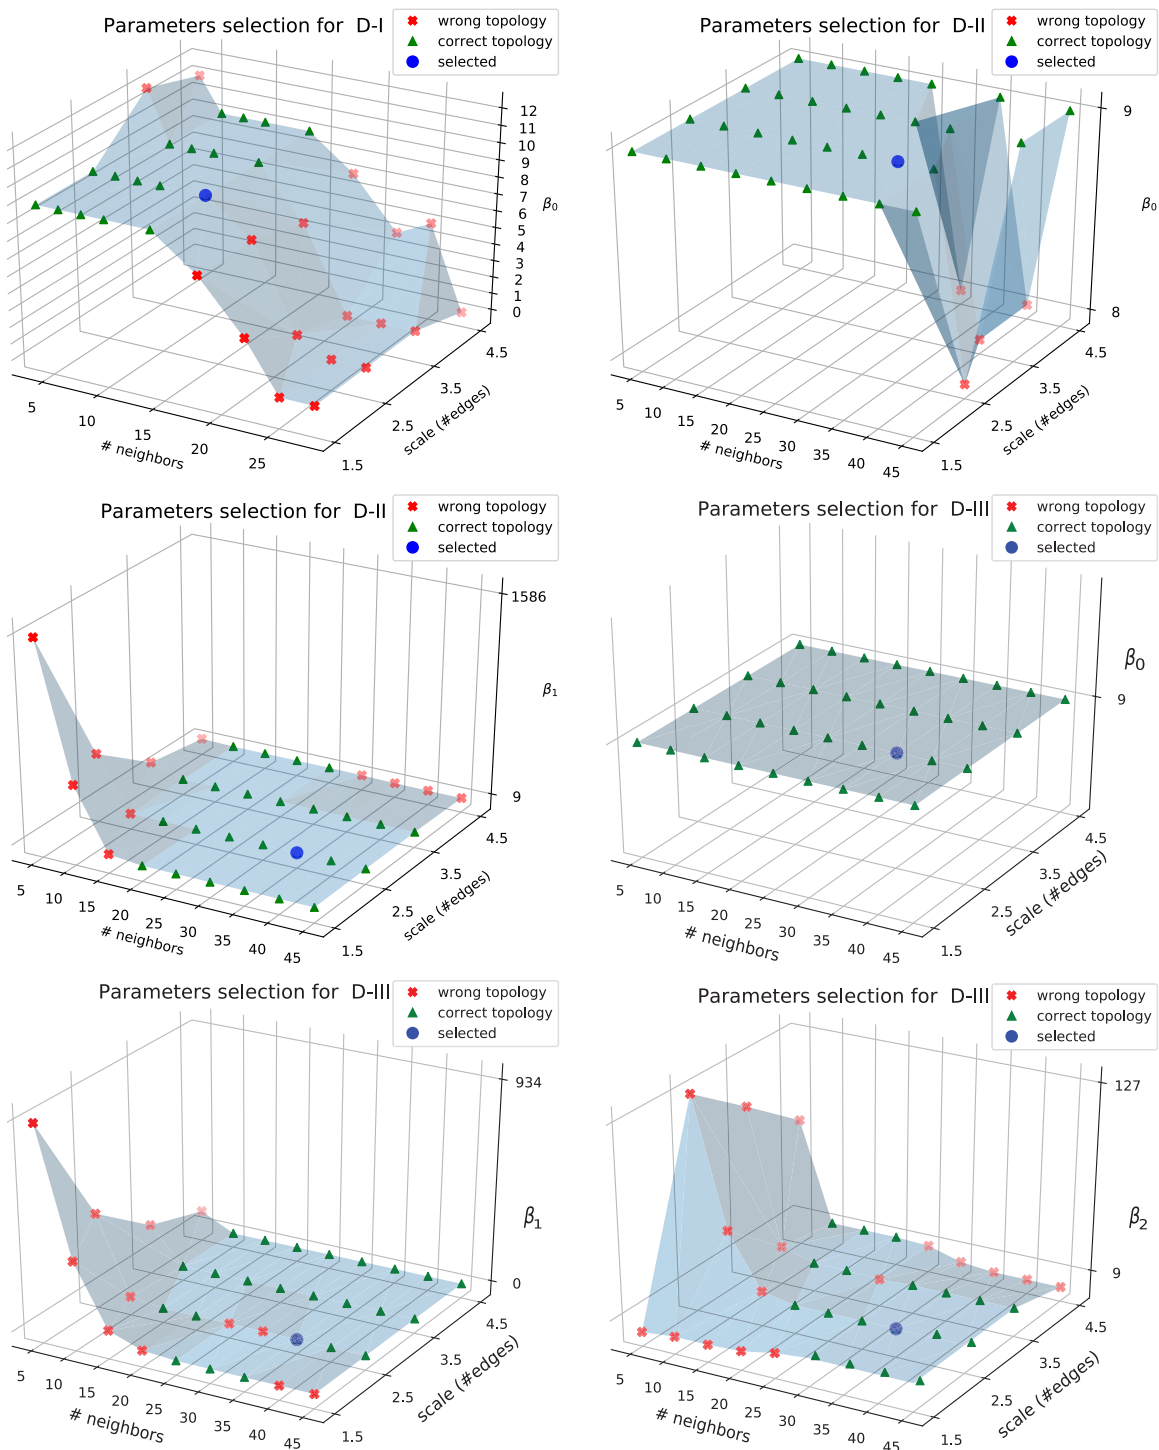 Parameters selection for D-I
wrong topology
correct topology
selected
12
11
10
9
8
7
6
5
4
3
2
1
0
β0
5
10
15
20
25
# neighbors
1.5
2.5
3.5
4.5
scale (#edges)
Parameters selection for D-II
wrong topology
correct topology
selected
9
8
β0
5
10
15
20
25
30
35
40
45
# neighbors
1.5
2.5
3.5
4.5
scale (#edges)
Parameters selection for D-II
wrong topology
correct topology
selected
1586
9
β1
5
10
15
20
25
30
35
40
45
# neighbors
1.5
2.5
3.5
4.5
scale (#edges)
Parameters selection for D-III
wrong topology
correct topology
selected
9
β0
5
10
15
20
25
30
35
40
45
# neighbors
1.5
2.5
3.5
4.5
scale (#edges)
Parameters selection for D-III
wrong topology
correct topology
selected
934
0
β1
5
10
15
20
25
30
35
40
45
# neighbors
1.5
2.5
3.5
4.5
scale (#edges)
Parameters selection for D-III
wrong topology
correct topology
selected
127
9
β2
5
10
15
20
25
30
35
40
45
# neighbors
1.5
2.5
3.5
4.5
scale (#edges)